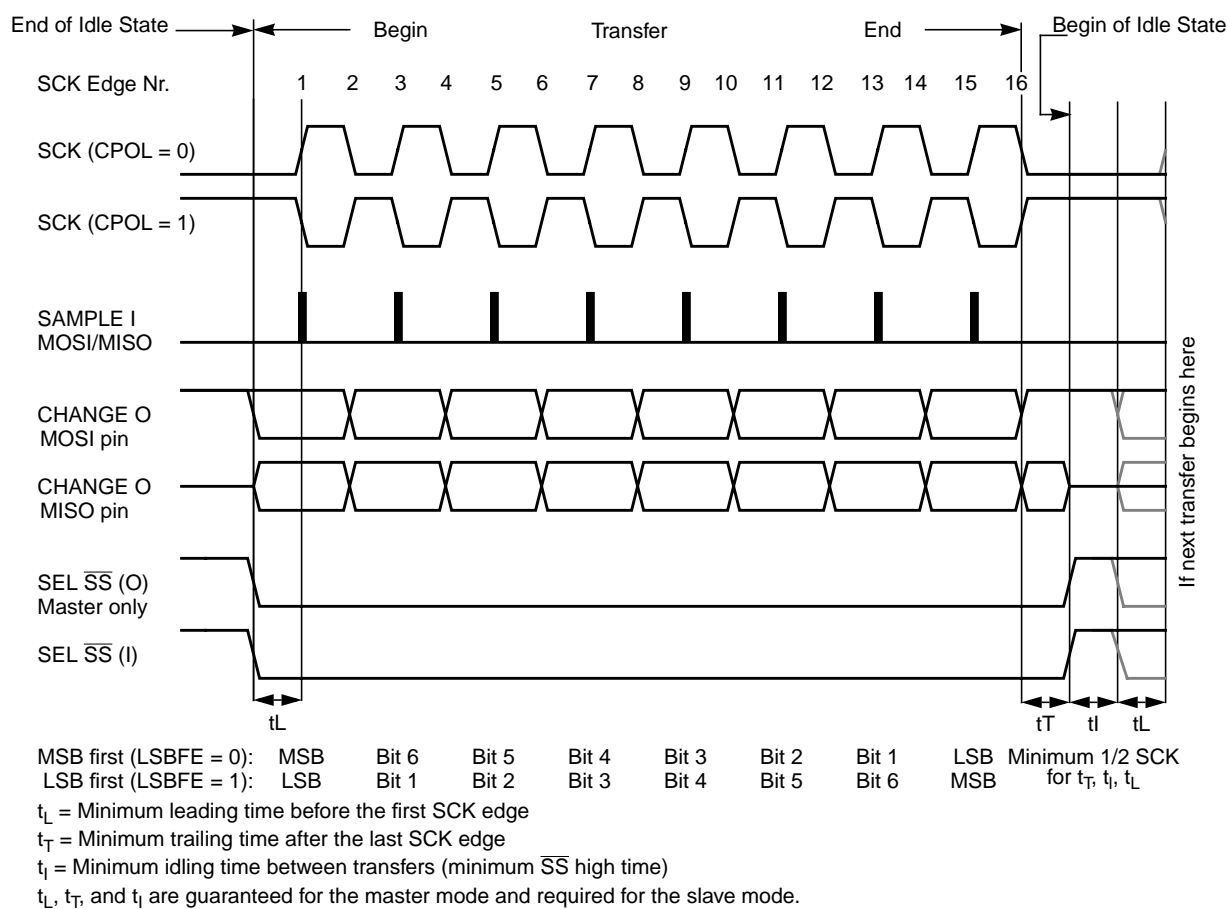 End of Idle State Begin Transfer End Begin of Idle State
SCK Edge Nr. 1 2 3 4 5 6 7 8 9 10 11 12 13 14 15 16
SCK (CPOL = 0)
SCK (CPOL = 1)
SAMPLE I
MOSI/MISO
CHANGE O
MOSI pin
CHANGE O
MISO pin
SEL S̅S̅ (O)
Master only
SEL S̅S̅ (I)
If next transfer begins here
tL tT tI tL
MSB first (LSBFE = 0): MSB Bit 6 Bit 5 Bit 4 Bit 3 Bit 2 Bit 1 LSB Minimum 1/2 SCK
LSB first (LSBFE = 1): LSB Bit 1 Bit 2 Bit 3 Bit 4 Bit 5 Bit 6 MSB for tT, tI, tL
tL = Minimum leading time before the first SCK edge
tT = Minimum trailing time after the last SCK edge
tI = Minimum idling time between transfers (minimum S̅S̅ high time)
tL, tT, and tI are guaranteed for the master mode and required for the slave mode.